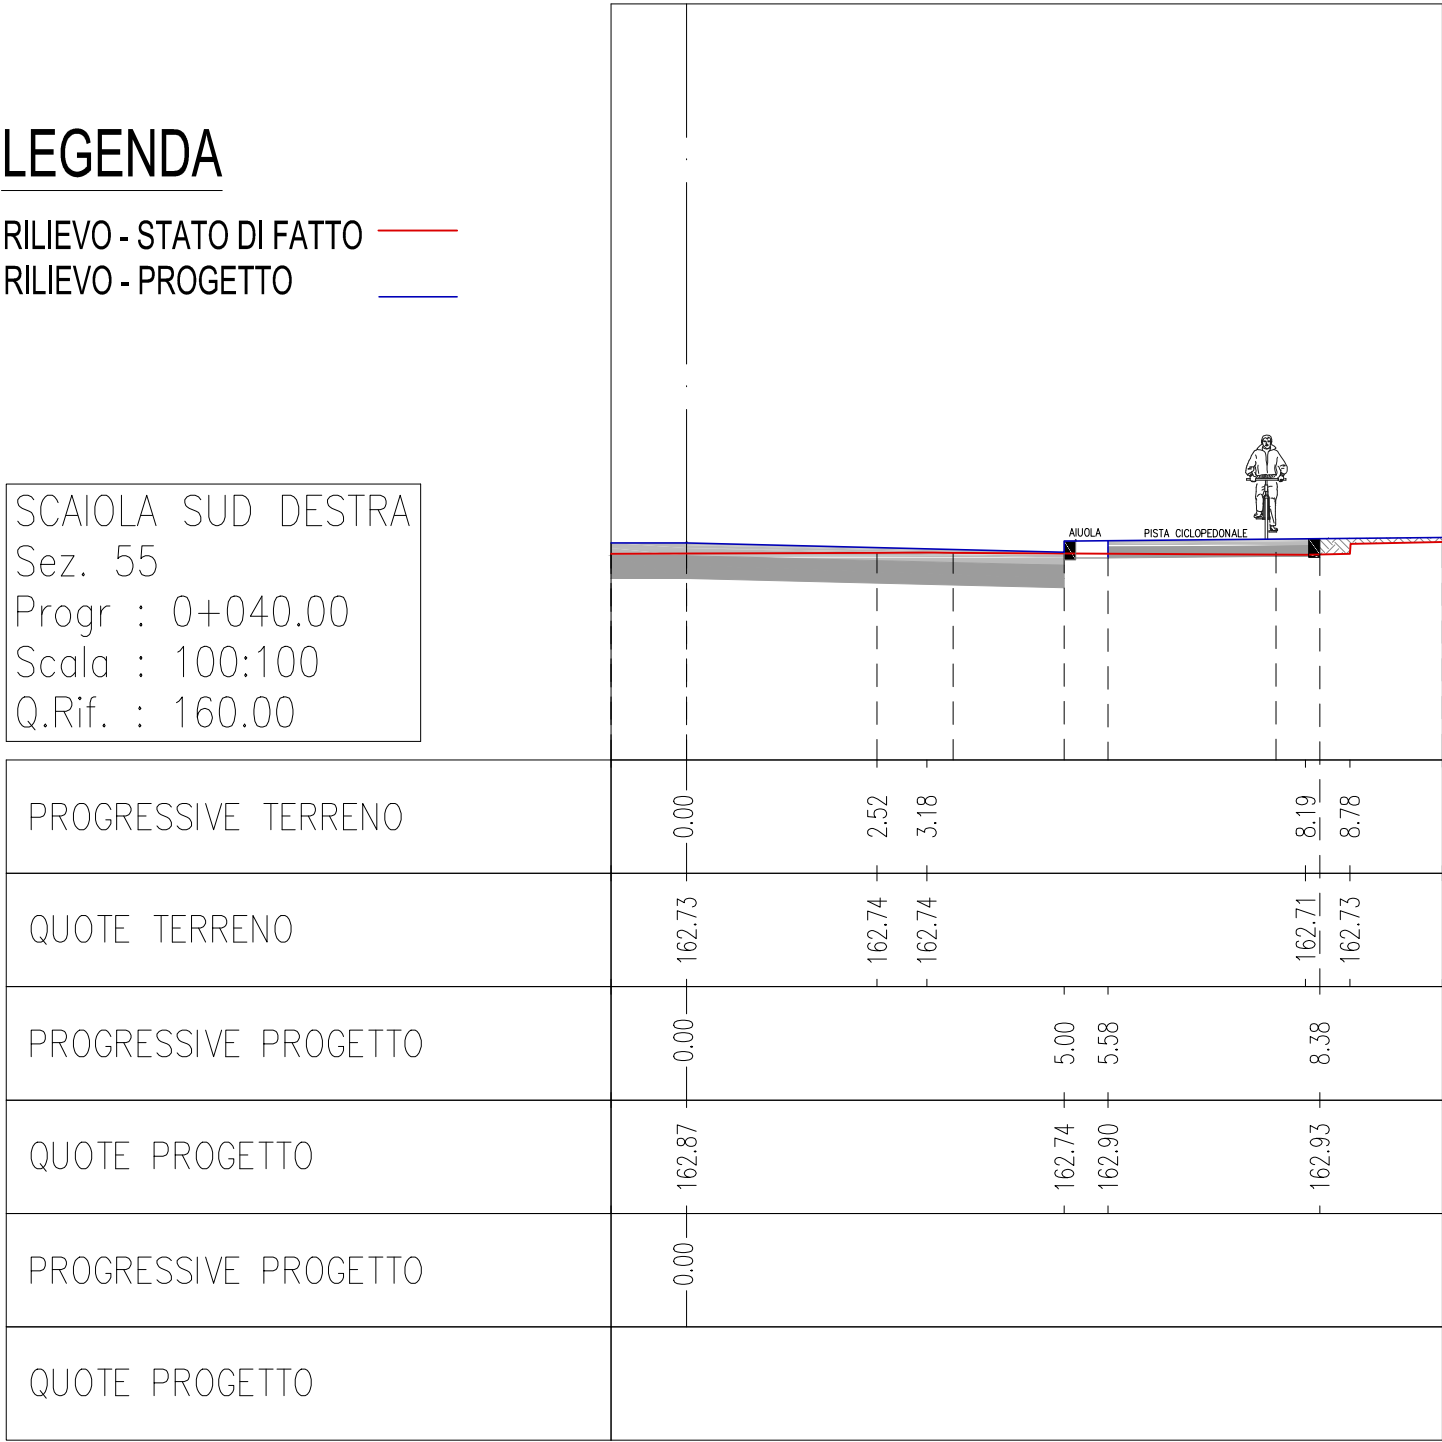 LEGENDA
RILIEVO - STATO DI FATTO
RILIEVO - PROGETTO
SCAIOLA SUD DESTRA
Sez. 55
Progr : 0+040.00
Scala : 100:100
Q.Rif. : 160.00
AIUOLA
PISTA CICLOPEDONALE
PROGRESSIVE TERRENO 0.00 2.52 3.18 8.19 8.78
QUOTE TERRENO 162.73 162.74 162.74 162.71 162.73
PROGRESSIVE PROGETTO 0.00 5.00 5.58 8.38
QUOTE PROGETTO 162.87 162.74 162.90 162.93
PROGRESSIVE PROGETTO 0.00
QUOTE PROGETTO